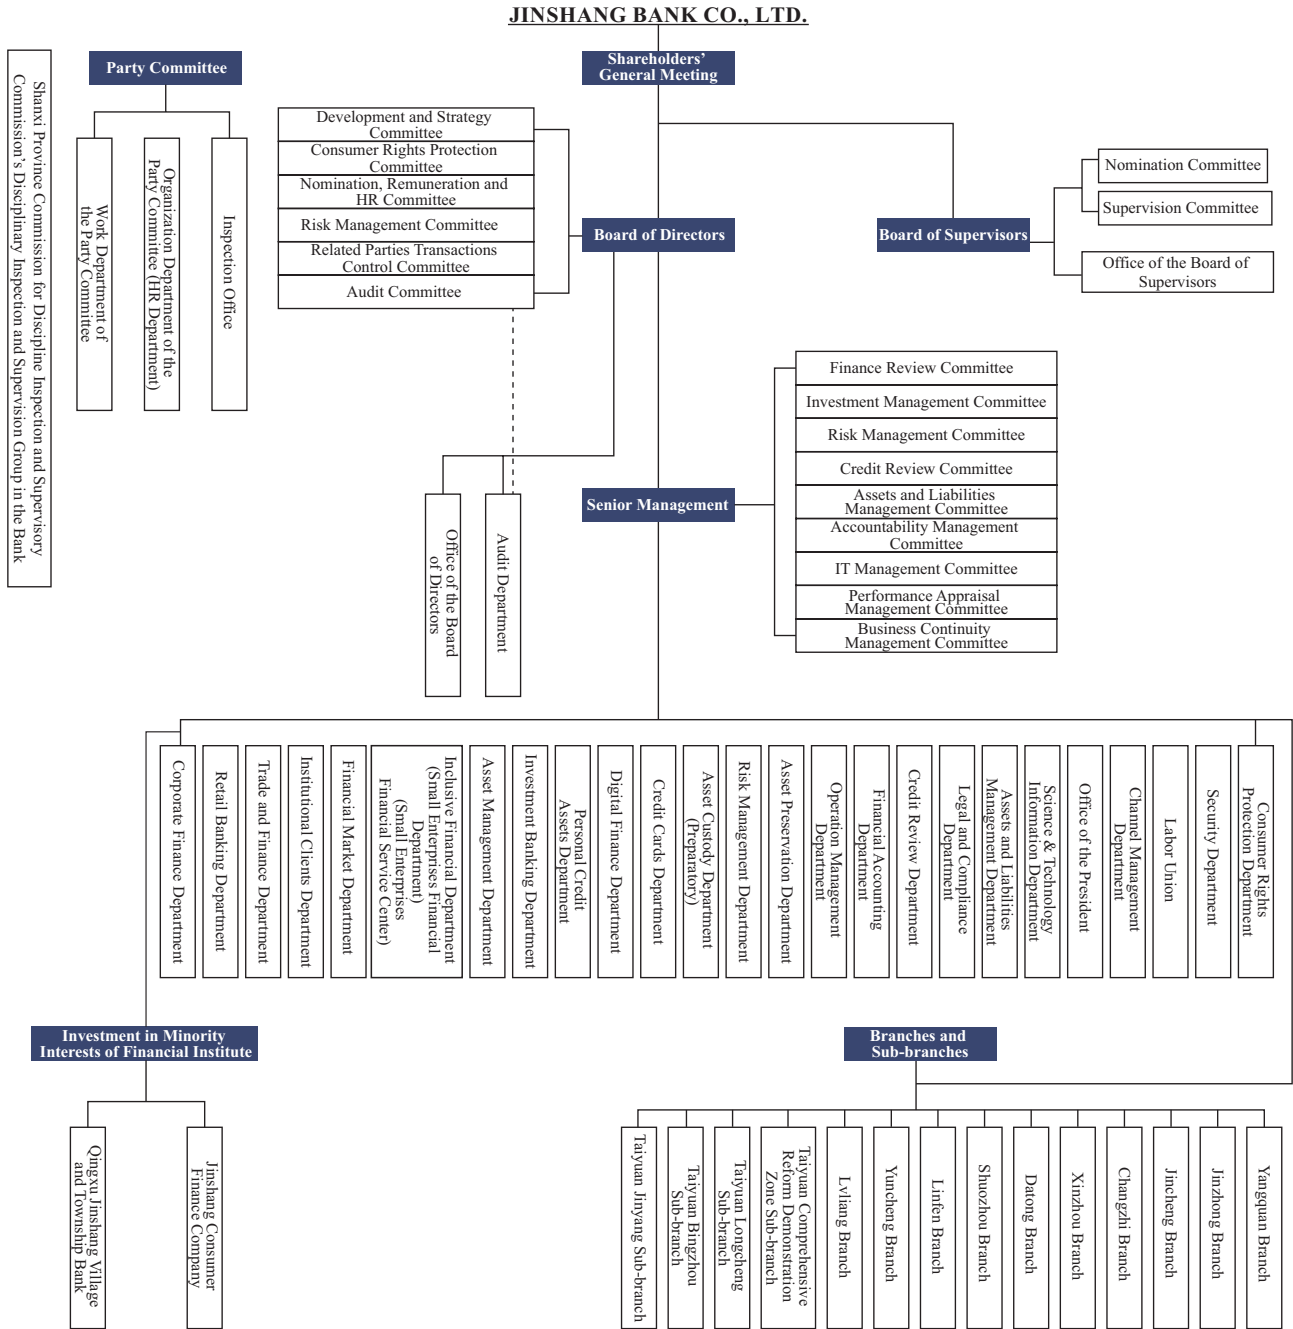 JINSHANG BANK CO., LTD.
Shareholders'
General Meeting
Party Committee
Shanxi Province Commission for Discipline Inspection and Supervisory
Commission's Disciplinary Inspection and Supervision Group in the Bank
Work Department of
the Party Committee
Organization Department of the
Party Committee (HR Department)
Inspection Office
Development and Strategy
Committee
Consumer Rights Protection
Committee
Nomination, Remuneration and
HR Committee
Risk Management Committee
Related Parties Transactions
Control Committee
Audit Committee
Board of Directors
Board of Supervisors
Nomination Committee
Supervision Committee
Office of the Board of
Supervisors
Office of the Board
of Directors
Audit Department
Senior Management
Finance Review Committee
Investment Management Committee
Risk Management Committee
Credit Review Committee
Assets and Liabilities
Management Committee
Accountability Management
Committee
IT Management Committee
Performance Appraisal
Management Committee
Business Continuity
Management Committee
Corporate Finance Department
Retail Banking Department
Trade and Finance Department
Institutional Clients Department
Financial Market Department
Inclusive Financial Department
(Small Enterprises Financial
Department)
(Small Enterprises
Financial Service Center)
Asset Management Department
Investment Banking Department
Personal Credit
Assets Department
Digital Finance Department
Credit Cards Department
Asset Custody Department
(Preparatory)
Risk Management Department
Asset Preservation Department
Operation Management
Department
Financial Accounting
Department
Credit Review Department
Legal and Compliance
Department
Assets and Liabilities
Management Department
Science & Technology
Information Department
Office of the President
Channel Management
Department
Labor Union
Security Department
Consumer Rights
Protection Department
Investment in Minority
Interests of Financial Institute
Qingxu Jinshang Village
and Township Bank
Jinshang Consumer
Finance Company
Branches and
Sub-branches
Taiyuan Jinyang Sub-branch
Taiyuan Bingzhou
Sub-branch
Taiyuan Longcheng
Sub-branch
Taiyuan Comprehensive
Reform Demonstration
Zone Sub-branch
Lvliang Branch
Yuncheng Branch
Linfen Branch
Shuozhou Branch
Datong Branch
Xinzhou Branch
Changzhi Branch
Jincheng Branch
Jinzhong Branch
Yangquan Branch